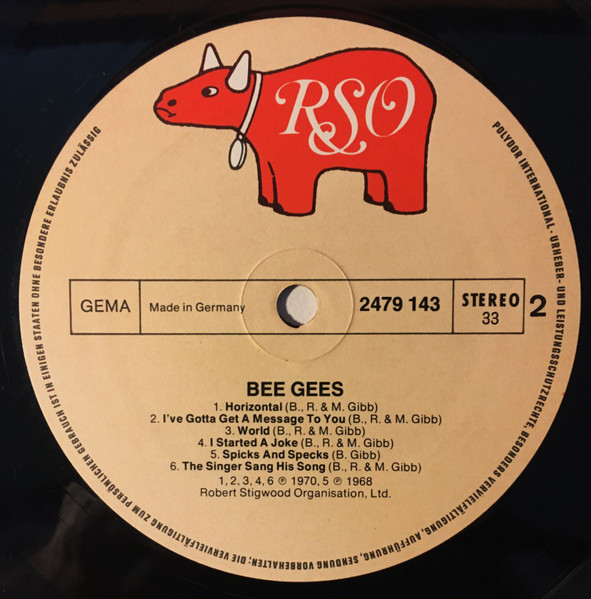 RSO
GEMA
Made in Germany
2479 143
STEREO
33
2
BEE GEES
1. Horizontal (B., R. & M. Gibb)
2. I've Gotta Get A Message To You (B., R. & M. Gibb)
3. World (B., R. & M. Gibb)
4. I Started A Joke (B., R. & M. Gibb)
5. Spicks And Specks (B. Gibb)
6. The Singer Sang His Song (B., R. & M. Gibb)
1, 2, 3, 4, 6 ℗ 1970, 5 ℗ 1968
Robert Stigwood Organisation, Ltd.
POLYDOR INTERNATIONAL · URHEBER- UND LEISTUNGSSCHUTZRECHTE, BESONDERS VERVIELFÄLTIGUNG, AUFFÜHRUNG, SENDUNG VORBEHALTEN; DIE VERVIELFÄLTIGUNG ZUM PERSÖNLICHEN GEBRAUCH IST IN EINIGEN STAATEN OHNE BESONDERE ERLAUBNIS ZULÄSSIG